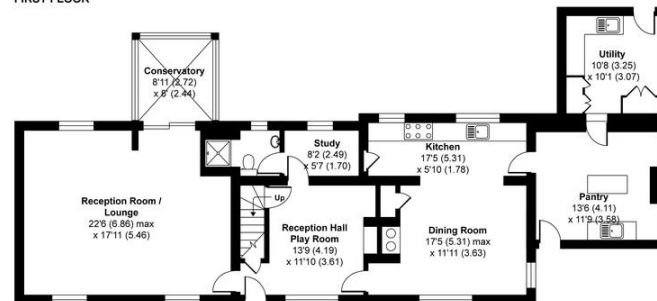 FIRST FLOOR
Conservatory
8'11 (2.72)
x 8' (2.44)
Utility
10'8 (3.25)
x 10'1 (3.07)
Study
8'2 (2.49)
x 5'7 (1.70)
Kitchen
17'5 (5.31)
x 5'10 (1.78)
Pantry
13'6 (4.11)
x 11'9 (3.58)
Reception Room /
Lounge
22'6 (6.86) max
x 17'11 (5.46)
Up
Reception Hall
Play Room
13'9 (4.19)
x 11'10 (3.61)
Dining Room
17'5 (5.31) max
x 11'11 (3.63)